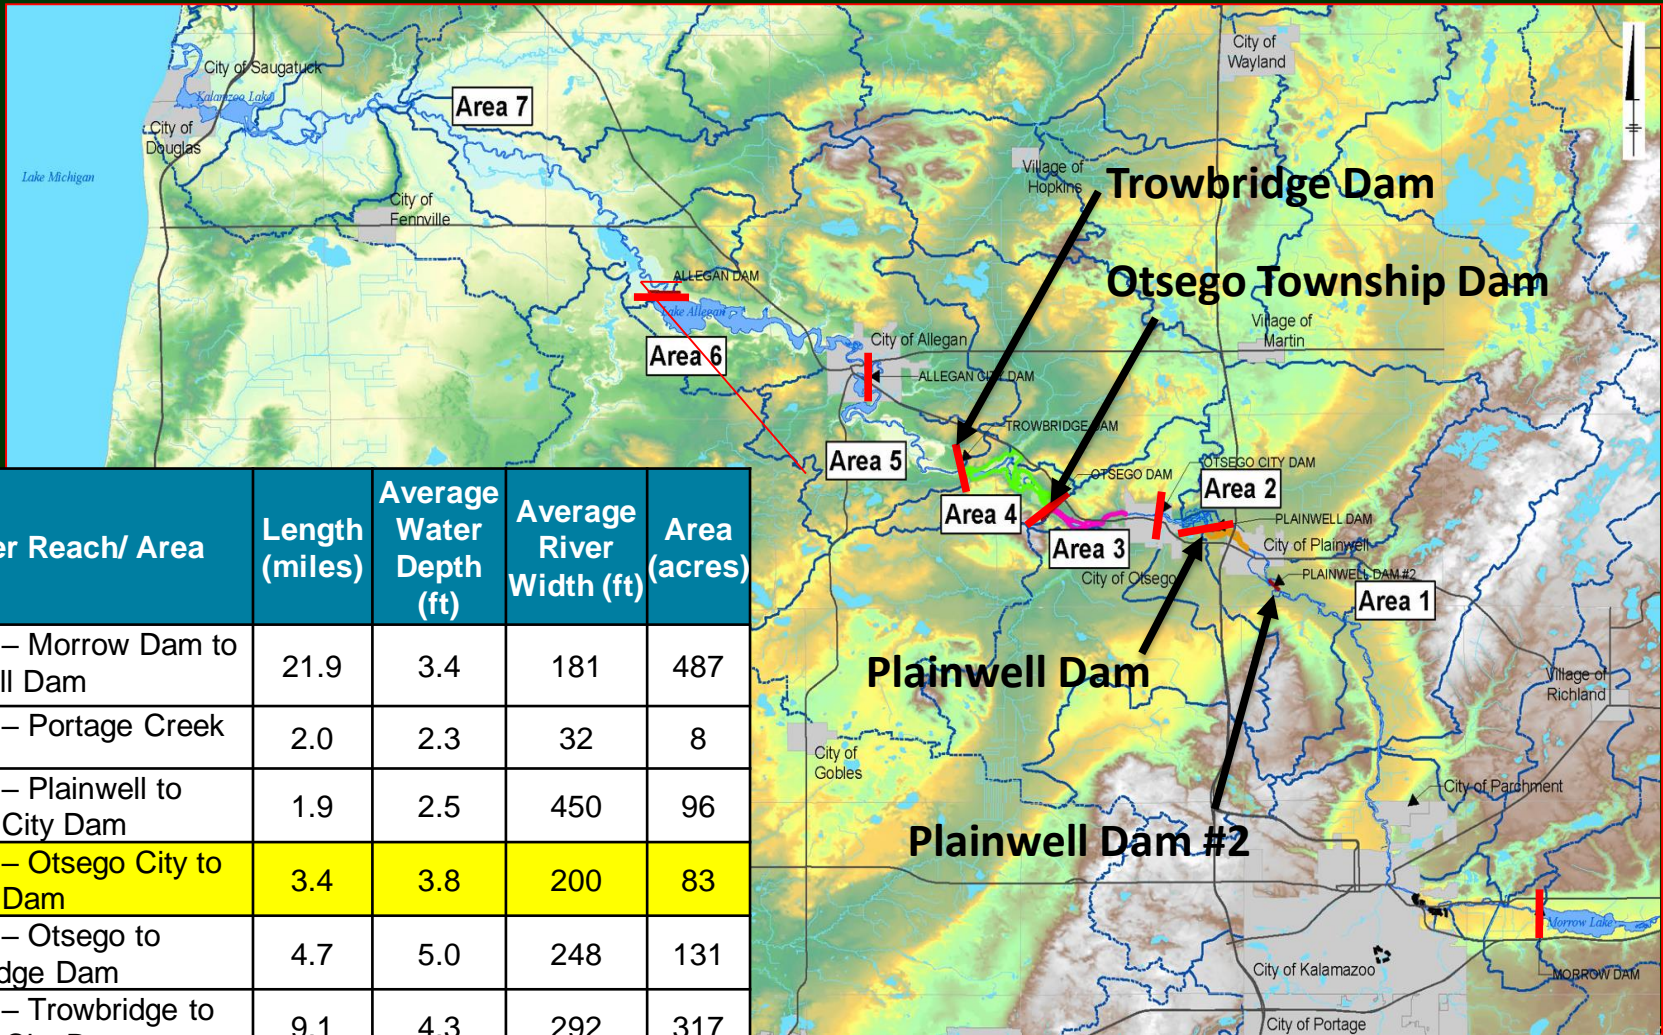 City of
Wayland
City of Saugatuck
Kalamazoo Lake
Area 7
City of
Douglas
Lake Michigan
Village of
Hopkins
Trowbridge Dam
City of
Fennville
ALLEGAN DAM
Otsego Township Dam
Lake Allegan
Village of
Martin
City of Allegan
Area 6
ALLEGAN CITY DAM
TROWBRIDGE DAM
Area 5
OTSEGO CITY DAM
OTSEGO DAM
Area 2
Area 4
PLAINWELL DAM
Area 3
City of Plainwell
City of Otsego
PLAINWELL DAM #2
Area 1
Plainwell Dam
Village of
Richland
City of
Gobles
City of Parchment
Plainwell Dam #2
Morrow Lake
City of Kalamazoo
MORROW DAM
City of Portage
er Reach/ Area
Length
(miles)
Average
Water
Depth
(ft)
Average
River
Width (ft)
Area
(acres)
– Morrow Dam to
ll Dam
21.9
3.4
181
487
– Portage Creek
2.0
2.3
32
8
– Plainwell to
City Dam
1.9
2.5
450
96
– Otsego City to
Dam
3.4
3.8
200
83
– Otsego to
dge Dam
4.7
5.0
248
131
– Trowbridge to
9.1
4.3
292
317